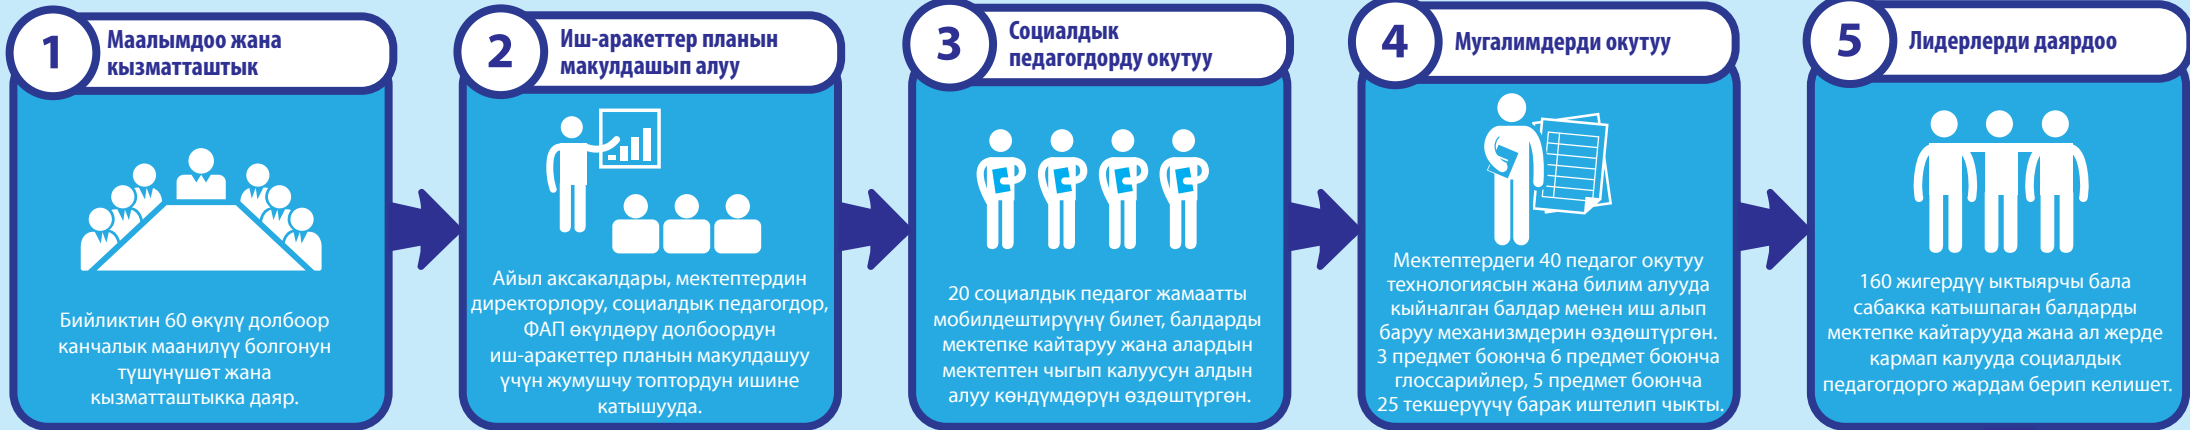 1
Маалымдоо жана
кызматташтык
Бийликтин 60 өкүлү долбоор
канчалык маанилүү болгонун
түшүнүшөт жана
кызматташтыкка даяр.
2
Иш-аракеттер планын
макулдашып алуу
Айыл аксакалдары, мектептердин
директорлору, социалдык педагогдор,
ФАП өкүлдөрү долбоордун
иш-аракеттер планын макулдашуу
үчүн жумушчу топтордун ишине
катышууда.
3
Социалдык
педагогдорду окутуу
20 социалдык педагог жамаатты
мобилдештирүүнү билет, балдарды
мектепке кайтаруу жана алардын
мектептен чыгып калуусун алдын
алуу көндүмдөрүн өздөштүргөн.
4
Мугалимдерди окутуу
Мектептердеги 40 педагог окутуу
технологиясын жана билим алууда
кыйналган балдар менен иш алып
баруу механизмдерин өздөштүргөн.
3 предмет боюнча 6 предмет боюнча
глоссарийлер, 5 предмет боюнча
25 текшерүүчү барак иштелип чыкты.
5
Лидерлерди даярдоо
160 жигердүү ыктыярчы бала
сабакка катышпаган балдарды
мектепке кайтарууда жана ал жерде
кармап калууда социалдык
педагогдорго жардам берип келишет.